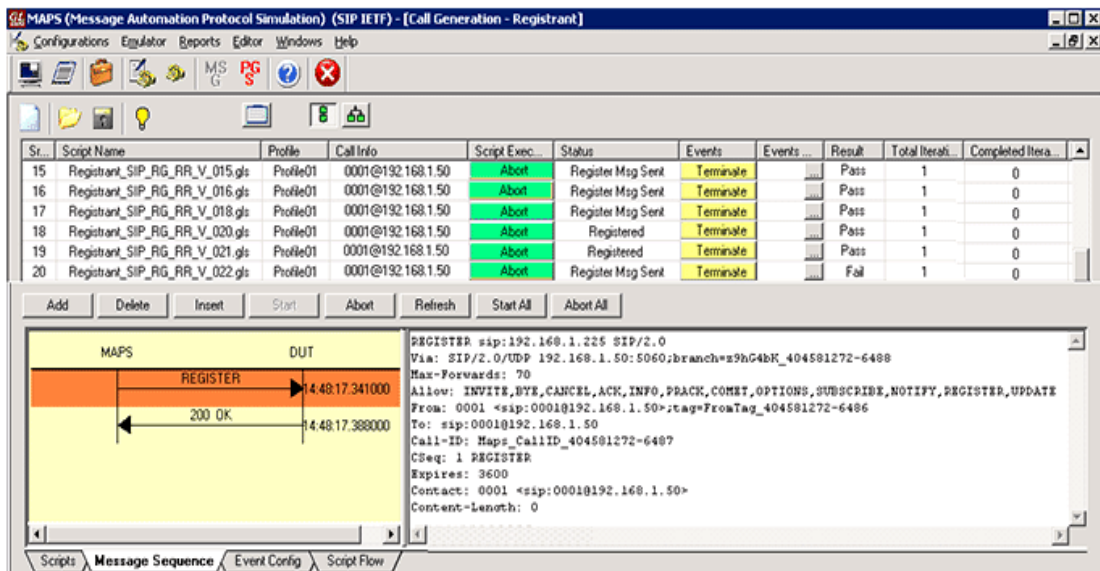 MAPS (Message Automation Protocol Simulation) (SIP IETF) - [Call Generation - Registrant]
Configurations Emulator Reports Editor Windows Help
MS G PG S
Sr... Script Name Profile Call Info Script Exec... Status Events Events ... Result Total Iterati... Completed Itera...
15 Registrant_SIP_RG_RR_V_015.gls Profile01 0001@192.168.1.50 Abort Register Msg Sent Terminate ... Pass 1 0
16 Registrant_SIP_RG_RR_V_016.gls Profile01 0001@192.168.1.50 Abort Register Msg Sent Terminate ... Pass 1 0
17 Registrant_SIP_RG_RR_V_018.gls Profile01 0001@192.168.1.50 Abort Register Msg Sent Terminate ... Pass 1 0
18 Registrant_SIP_RG_RR_V_020.gls Profile01 0001@192.168.1.50 Abort Registered Terminate ... Pass 1 0
19 Registrant_SIP_RG_RR_V_021.gls Profile01 0001@192.168.1.50 Abort Registered Terminate ... Pass 1 0
20 Registrant_SIP_RG_RR_V_022.gls Profile01 0001@192.168.1.50 Abort Register Msg Sent Terminate ... Fail 1 0
Add Delete Insert Start Abort Refresh Start All Abort All
MAPS DUT
REGISTER
14:48:17.341000
200 OK
14:48:17.388000
REGISTER sip:192.168.1.225 SIP/2.0
Via: SIP/2.0/UDP 192.168.1.50:5060;branch=z9hG4bK_404581272-6488
Max-Forwards: 70
Allow: INVITE,BYE,CANCEL,ACK,INFO,PRACK,COMET,OPTIONS,SUBSCRIBE,NOTIFY,REGISTER,UPDATE
From: 0001 <sip:0001@192.168.1.50>;tag=FromTag_404581272-6486
To: sip:0001@192.168.1.50
Call-ID: Maps_CallID_404581272-6487
CSeq: 1 REGISTER
Expires: 3600
Contact: 0001 <sip:0001@192.168.1.50>
Content-Length: 0
Scripts Message Sequence Event Config Script Flow